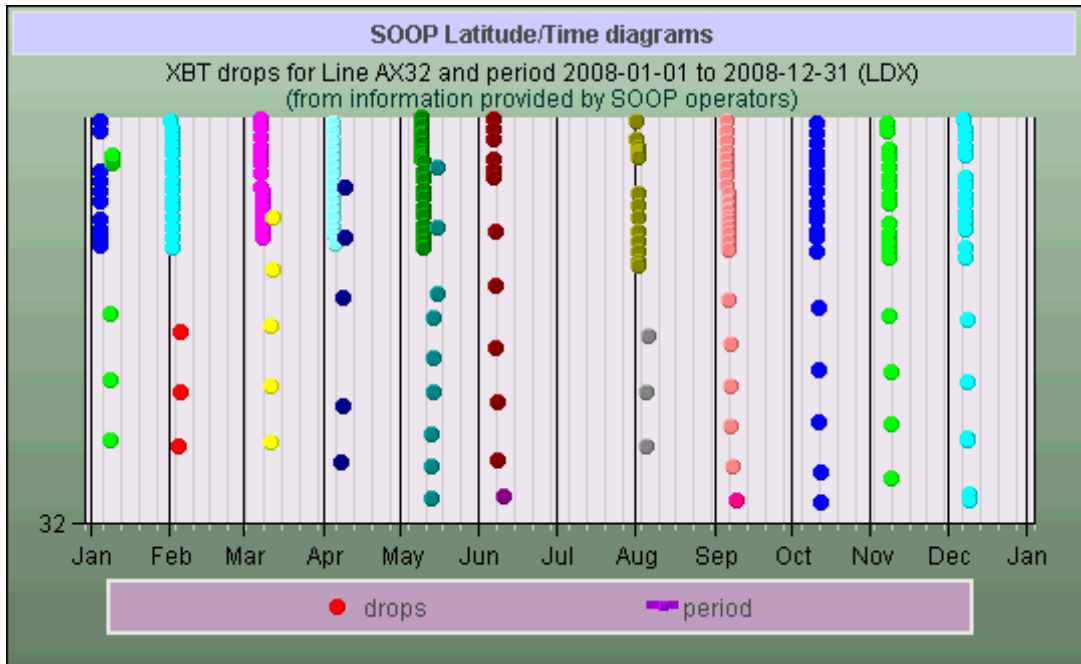 SOOP Latitude/Time diagrams
XBT drops for Line AX32 and period 2008-01-01 to 2008-12-31 (LDX)
(from information provided by SOOP operators)
32
Jan Feb Mar Apr May Jun Jul Aug Sep Oct Nov Dec Jan
drops period